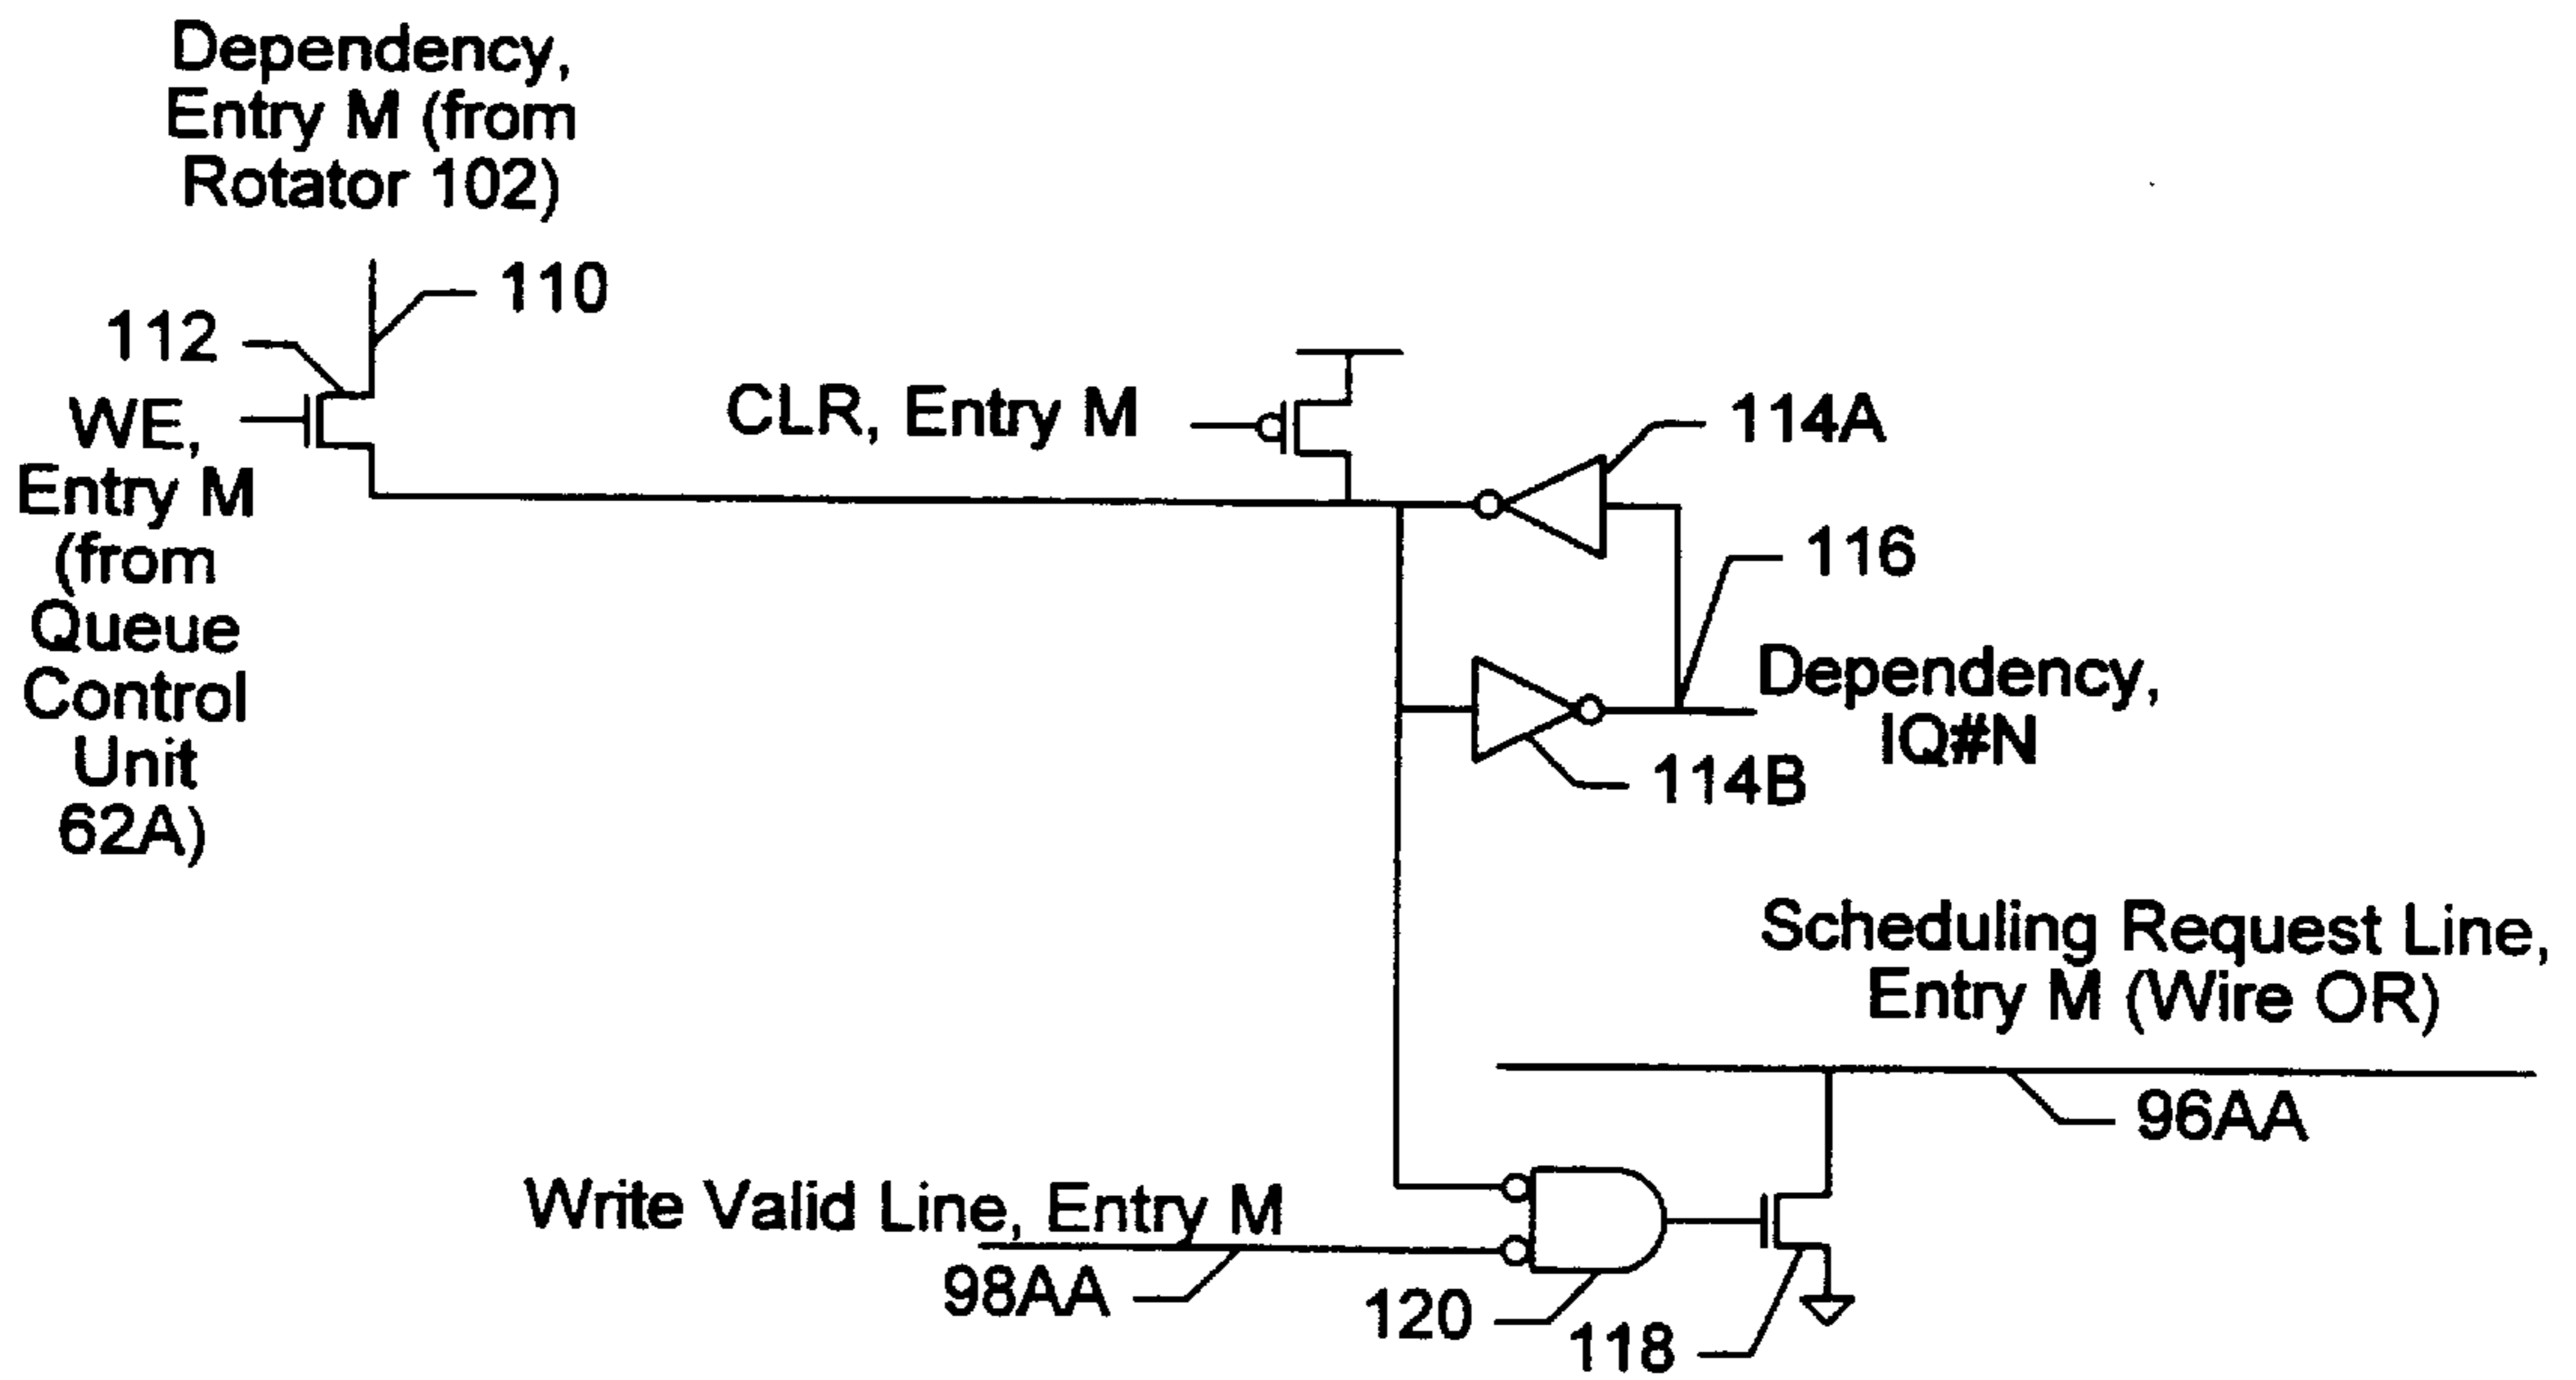 Dependency,
Entry M (from
Rotator 102)
110
112
WE,
Entry M
(from
Queue
Control
Unit
62A)
CLR, Entry M
114A
116
Dependency,
IQ#N
114B
Scheduling Request Line,
Entry M (Wire OR)
96AA
Write Valid Line, Entry M
98AA
120
118